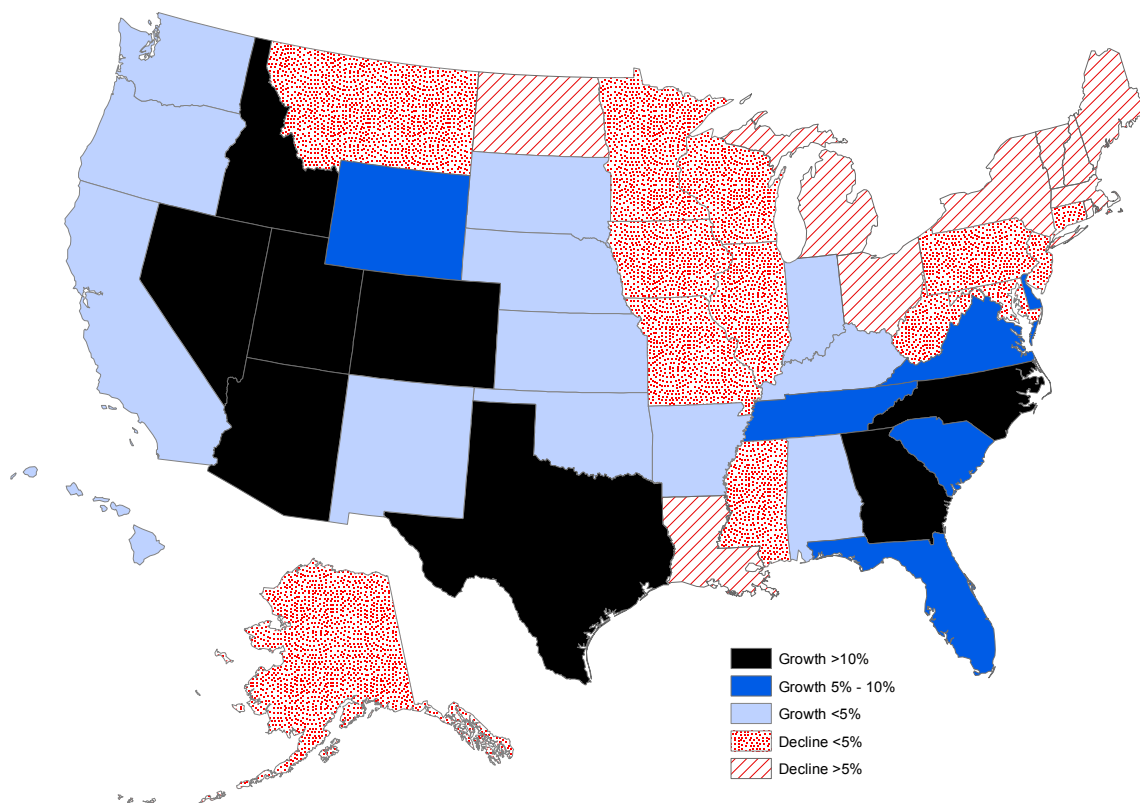 Growth >10%
Growth 5% - 10%
Growth <5%
Decline <5%
Decline >5%